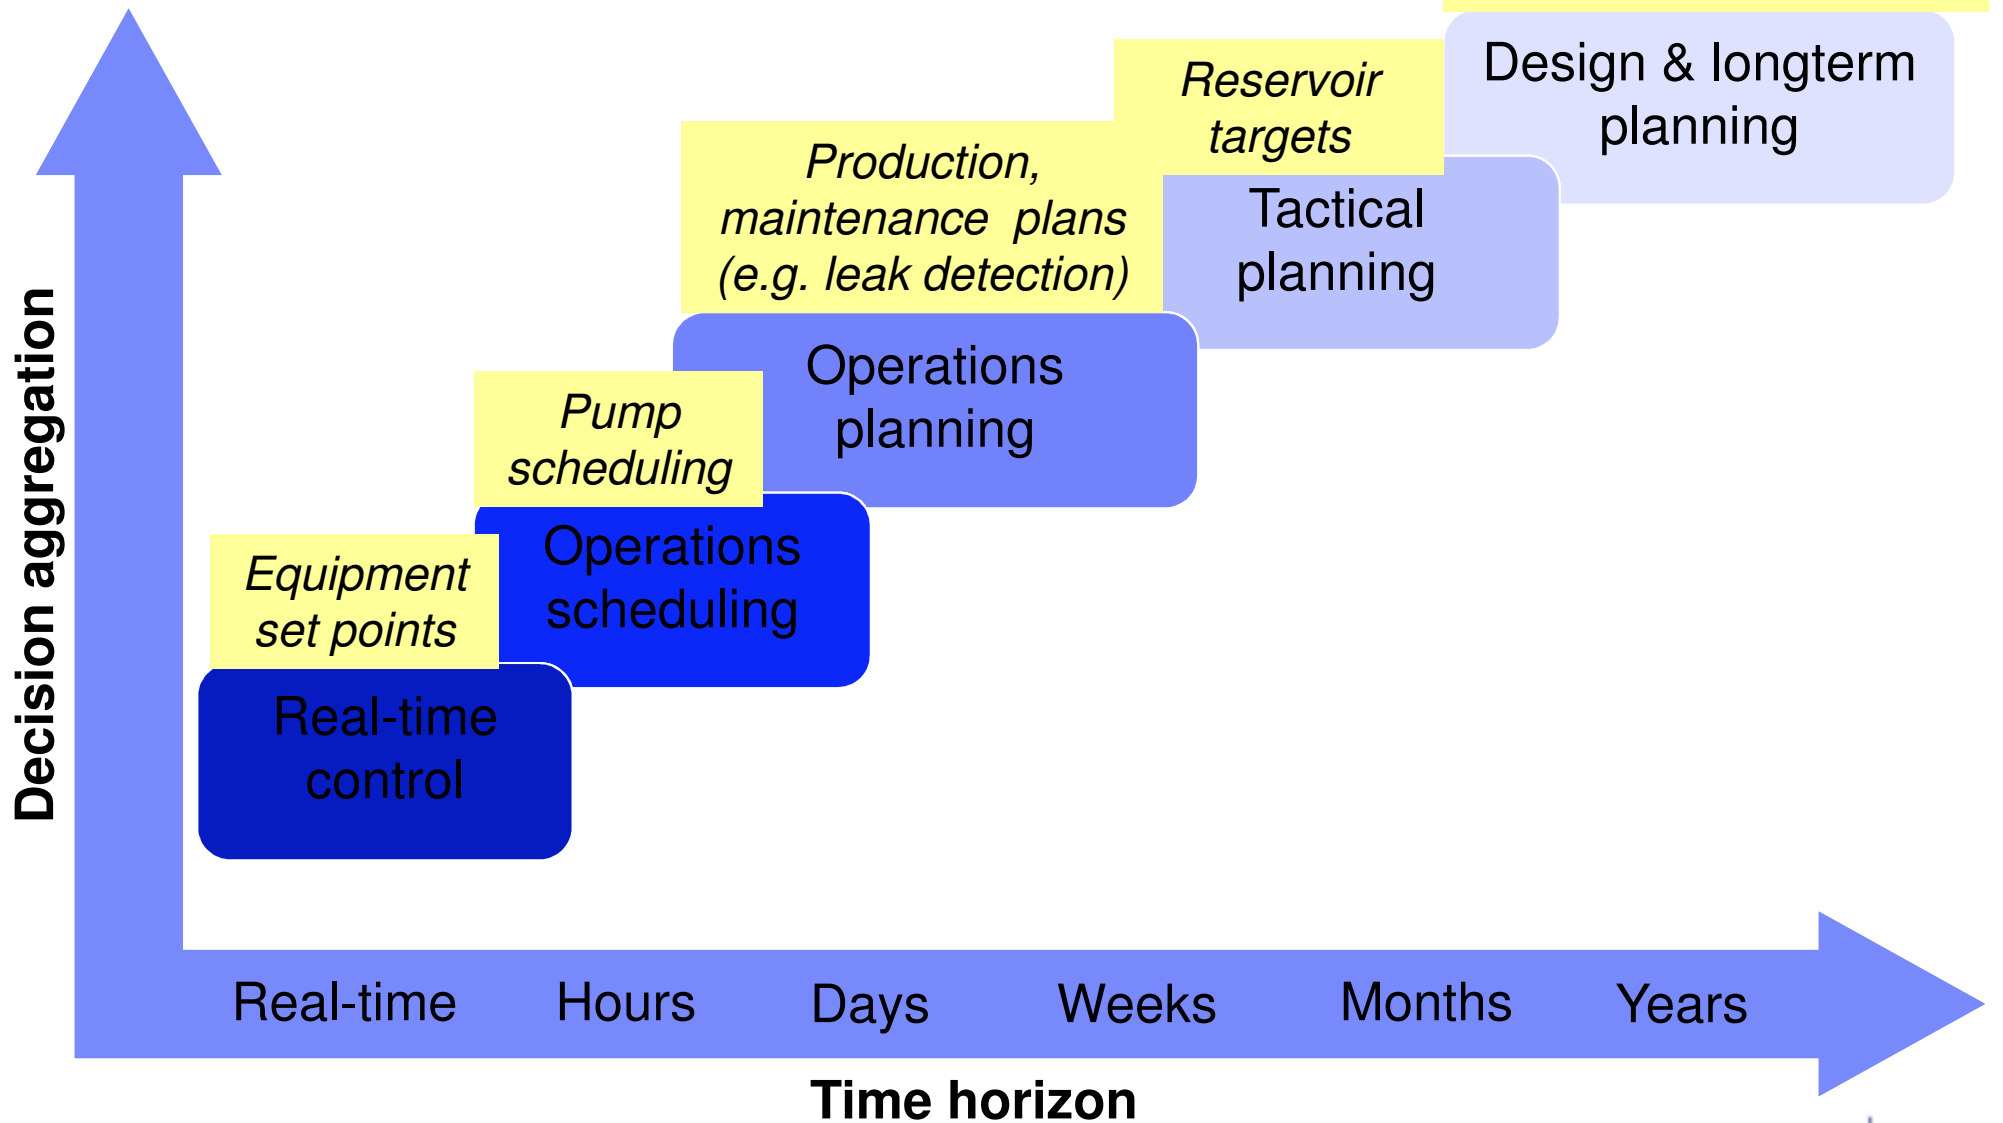 Design & longterm
planning
Reservoir
targets
Tactical
planning
Production,
maintenance plans
(e.g. leak detection)
Operations
planning
Pump
scheduling
Operations
scheduling
Equipment
set points
Real-time
control
Decision aggregation
Real-time Hours Days Weeks Months Years
Time horizon